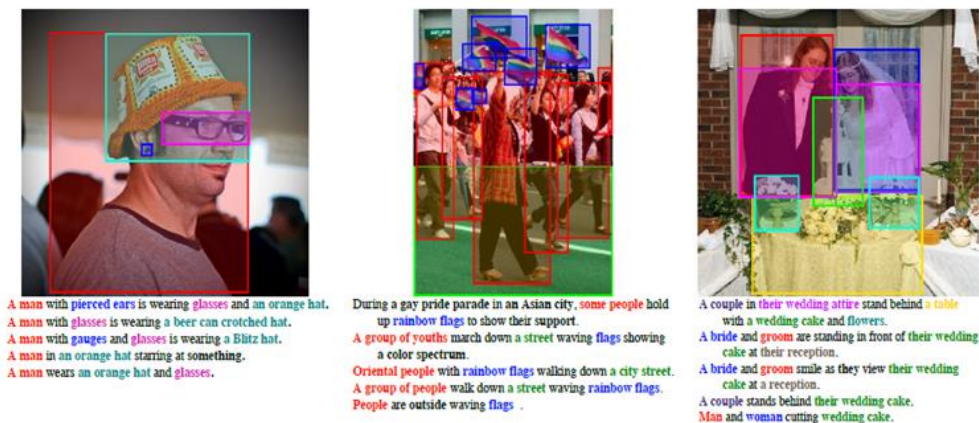 A man with pierced ears is wearing glasses and an orange hat.
A man with glasses is wearing a beer can crotched hat.
A man with gauges and glasses is wearing a Blitz hat.
A man in an orange hat starring at something.
A man wears an orange hat and glasses.
During a gay pride parade in an Asian city, some people hold
up rainbow flags to show their support.
A group of youths march down a street waving flags showing
a color spectrum.
Oriental people with rainbow flags walking down a city street.
A group of people walk down a street waving rainbow flags.
People are outside waving flags .
A couple in their wedding attire stand behind a table
with a wedding cake and flowers.
A bride and groom are standing in front of their wedding
cake at their reception.
A bride and groom smile as they view their wedding
cake at a reception.
A couple stands behind their wedding cake.
Man and woman cutting wedding cake.